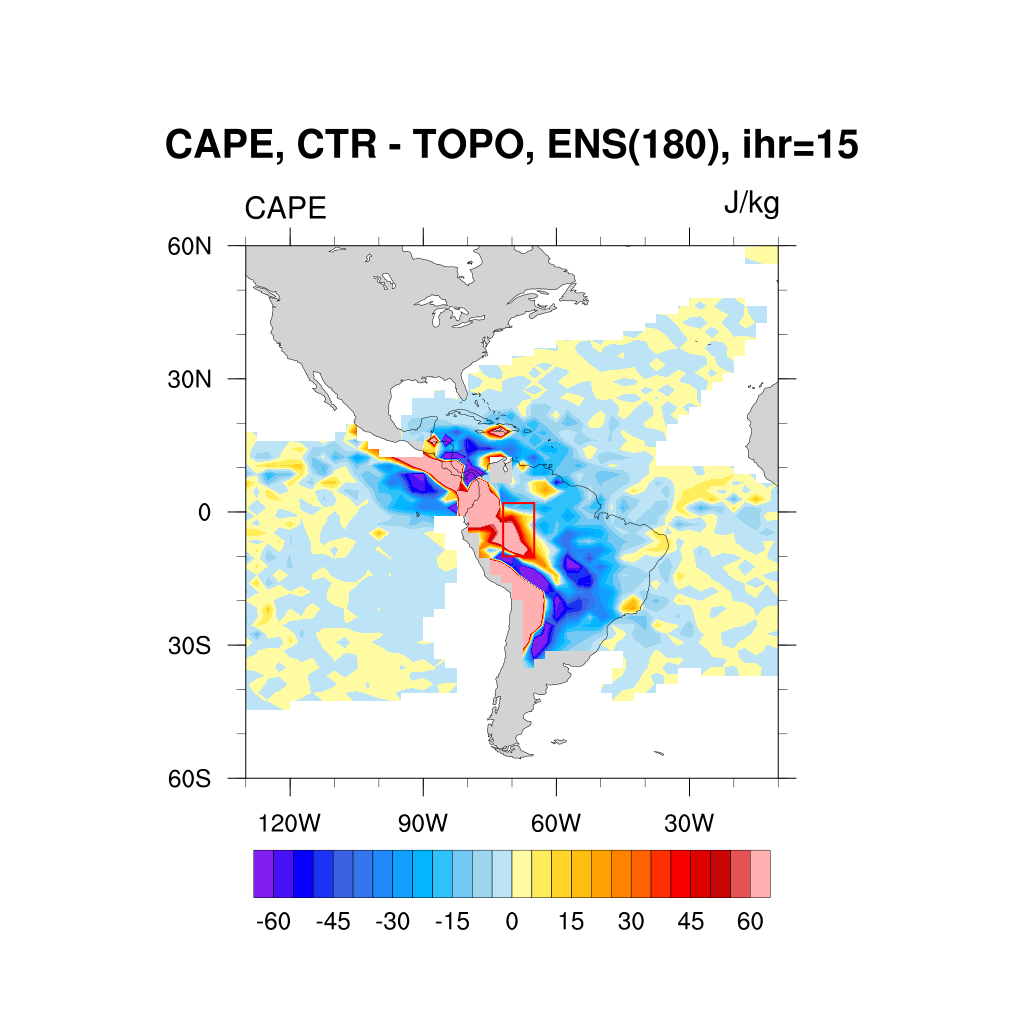 CAPE, CTR - TOPO, ENS(180), ihr=15
CAPE J/kg
60N
30N
0
30S
60S
120W 90W 60W 30W
-60 -45 -30 -15 0 15 30 45 60